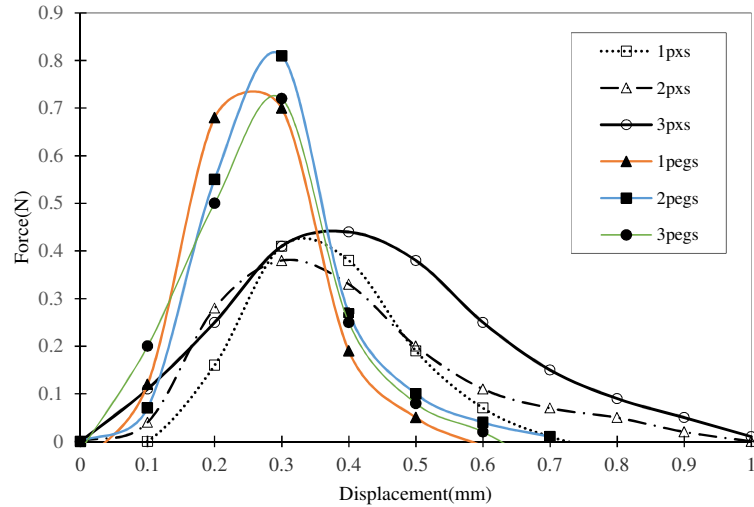 0.9
0.8
0.7
0.6
0.5
0.4
0.3
0.2
0.1
0
Force(N)
1pxs
2pxs
3pxs
1pegs
2pegs
3pegs
0 0.1 0.2 0.3 0.4 0.5 0.6 0.7 0.8 0.9 1
Displacement(mm)